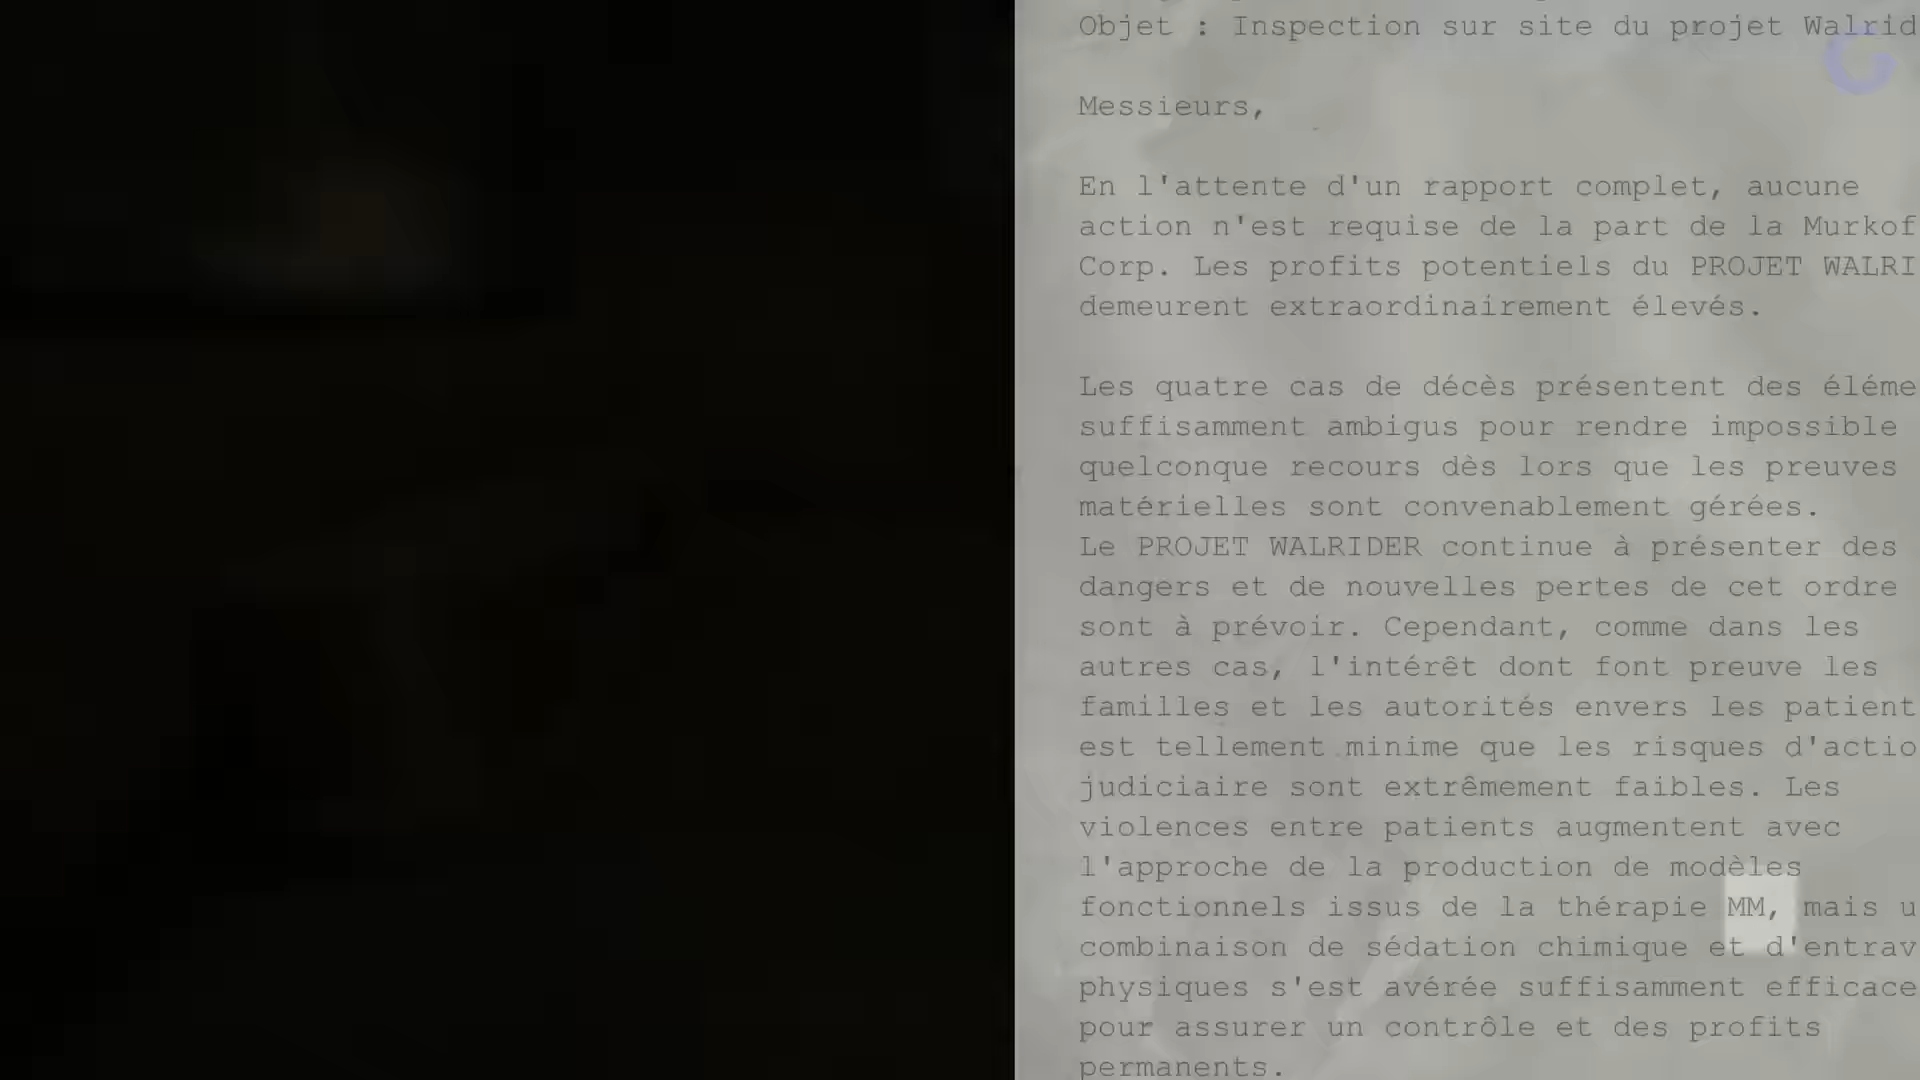 Objet : Inspection sur site du projet Walrid
Messieurs,
En l'attente d'un rapport complet, aucune
action n'est requise de la part de la Murkof
Corp. Les profits potentiels du PROJET WALRI
demeurent extraordinairement élevés.
Les quatre cas de décès présentent des éléme
suffisamment ambigus pour rendre impossible
quelconque recours dès lors que les preuves
matérielles sont convenablement gérées.
Le PROJET WALRIDER continue à présenter des
dangers et de nouvelles pertes de cet ordre
sont à prévoir. Cependant, comme dans les
autres cas, l'intérêt dont font preuve les
familles et les autorités envers les patient
est tellement minime que les risques d'actio
judiciaire sont extrêmement faibles. Les
violences entre patients augmentent avec
l'approche de la production de modèles
fonctionnels issus de la thérapie MM, mais u
combinaison de sédation chimique et d'entrav
physiques s'est avérée suffisamment efficace
pour assurer un contrôle et des profits
permanents.